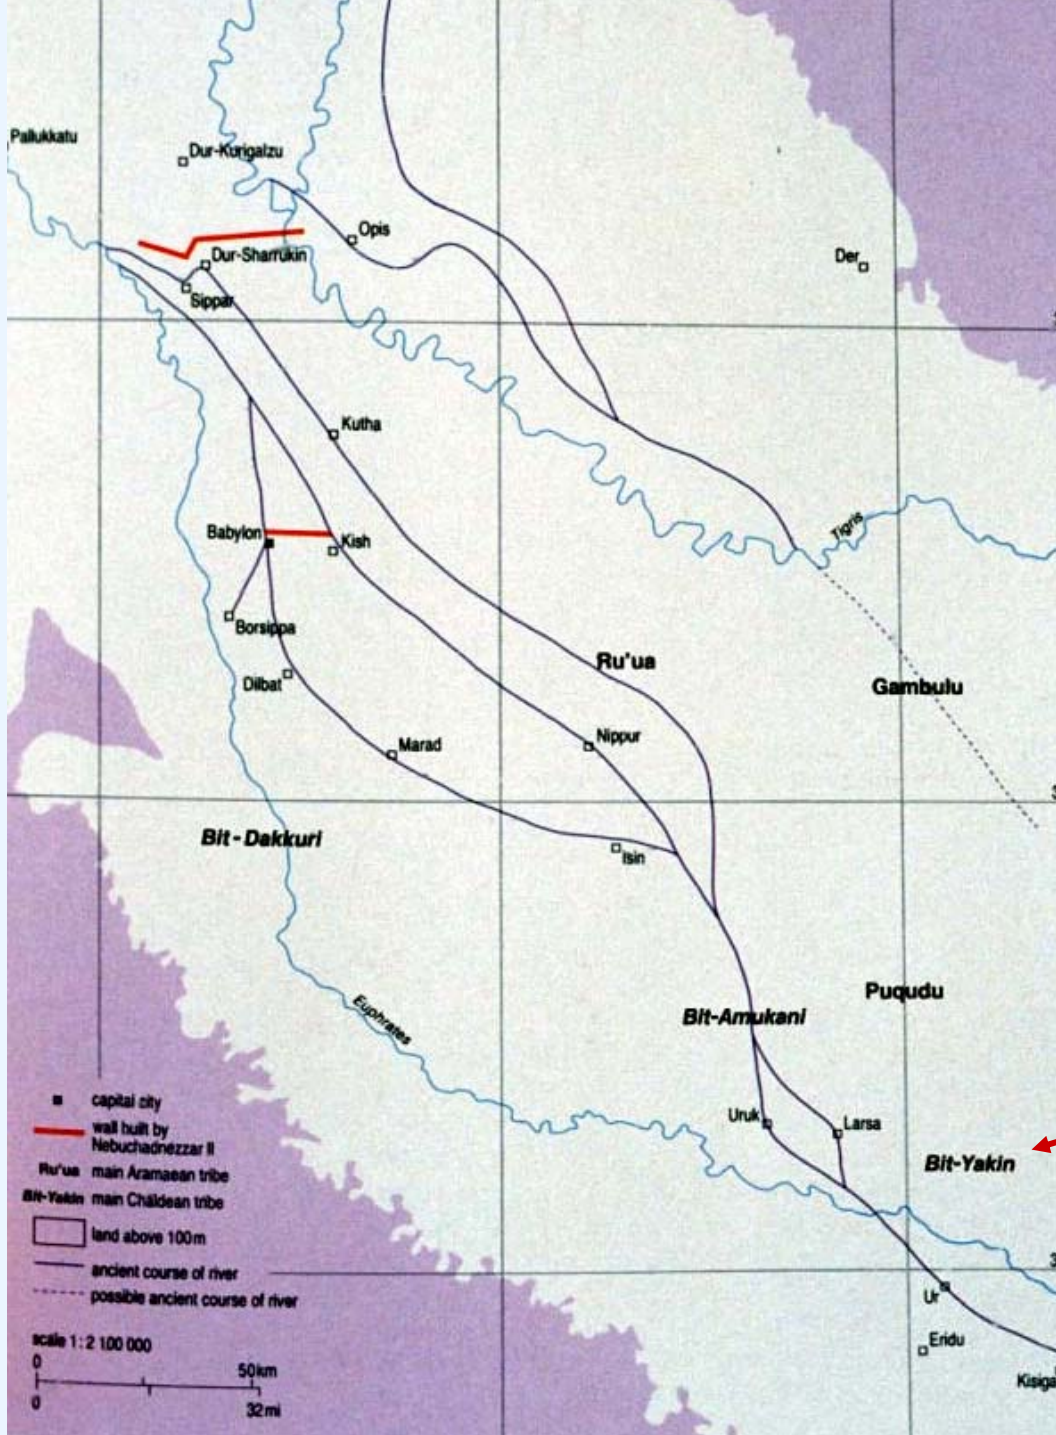 Pallukkatu
Dur-Kurigalzu
Opis
Dur-Sharrukin
Der
Sippar
Kutha
Babylon
Kish
Tigris
Borsippa
Ru'ua
Dilbat
Gambulu
Nippur
Marad
Bit-Dakkuri
Isin
Puqudu
Euphrates
Bit-Amukani
Uruk
Larsa
Bit-Yakin
Ur
Eridu
Kisiga
capital city
wall built by
Nebuchadnezzar II
Ru'ua main Aramaean tribe
Bit-Yakin main Chaldean tribe
land above 100m
ancient course of river
possible ancient course of river
scale 1:2 100 000
0 50km
0 32mi